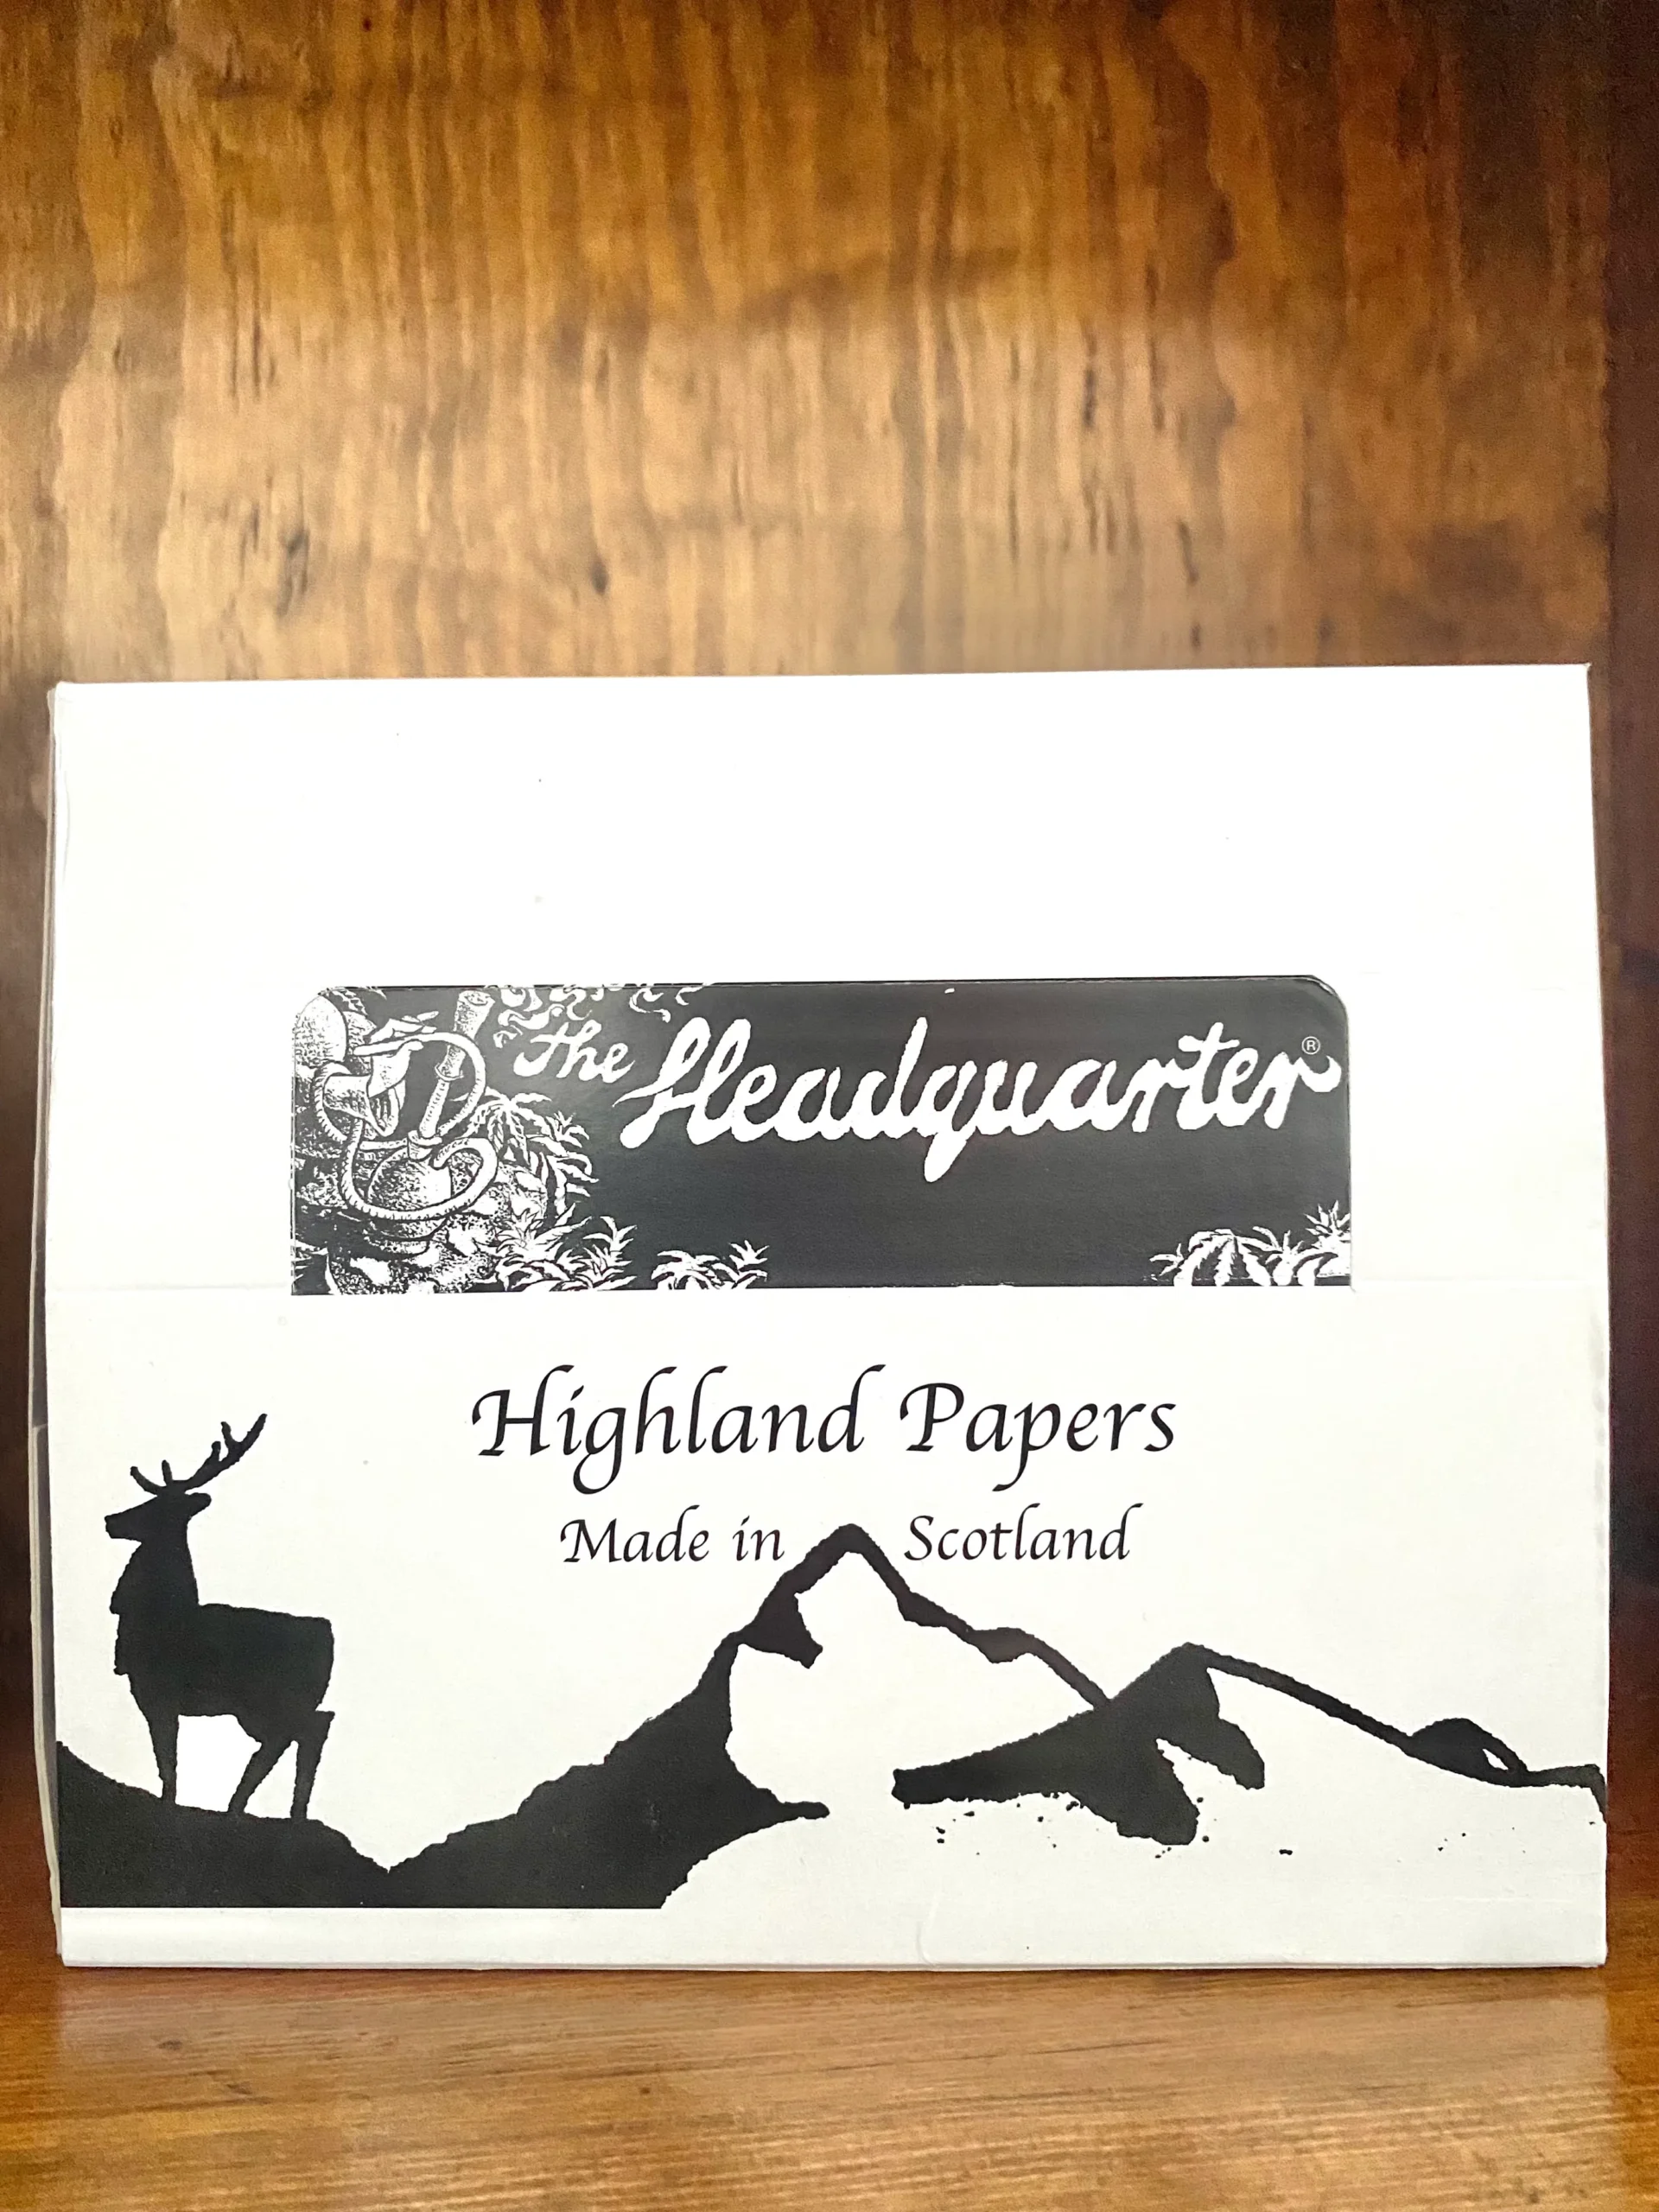 the Headquarter®
Highland Papers
Made in Scotland